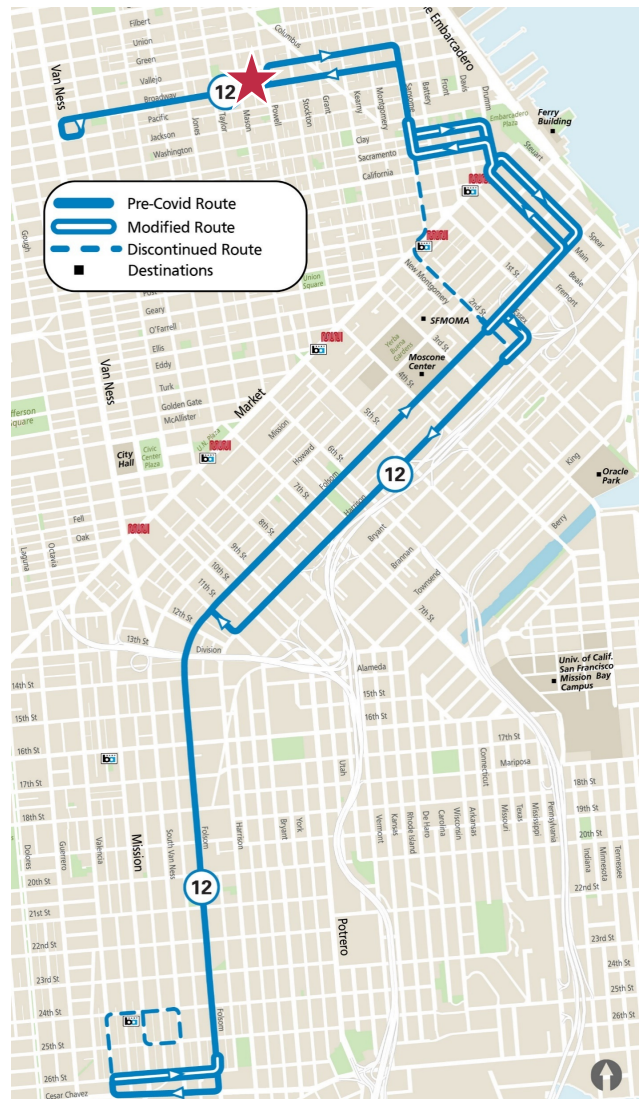 Filbert
Union
Green
Vallejo
Broadway
Pacific
Jackson
Washington
Van Ness
Columbus
The Embarcadero
12
Jones
Taylor
Mason
Powell
Stockton
Grant
Kearny
Montgomery
Sansome
Battery
Front
Davis
Drumm
Clay
Sacramento
California
Embarcadero
Plaza
Steuart
Ferry
Building
Pre-Covid Route
Modified Route
Discontinued Route
Destinations
Gough
Union
Square
Spear
Main
Beale
Fremont
1st St
New Montgomery
2nd St
SFMOMA
Yerba
Buena
Gardens
3rd St
Moscone
Center
4th St
Post
Geary
O'Farrell
Ellis
Eddy
Turk
Golden Gate
McAllister
Van Ness
Market
Jefferson
Square
City
Hall
Civic
Center
Plaza
U.N. Plaza
Mission
Howard
5th St
6th St
Folsom
7th St
12
Harrison
8th St
9th St
10th St
11th St
12th St
King
Oracle
Park
Berry
Bryant
Brannan
Townsend
7th St
Fell
Oak
Laguna
Octavia
13th St
Division
Alameda
Univ. of Calif.
San Francisco
Mission Bay
Campus
14th St
15th St
15th St
16th St
16th St
17th St
17th St
Mariposa
18th St
18th St
19th St
20th St
Utah
Connecticut
Vermont
Kansas
Rhode Island
De Haro
Carolina
Wisconsin
Arkansas
Missouri
Texas
Mississippi
Pennsylvania
Indiana
Minnesota
Tennessee
Dolores
Guerrero
Valencia
Mission
South Van Ness
Folsom
Harrison
Bryant
York
20th St
12
22nd St
21st St
22nd St
23rd St
23rd St
Potrero
24th St
24th St
25th St
25th St
26th St
26th St
Folsom
Cesar Chavez